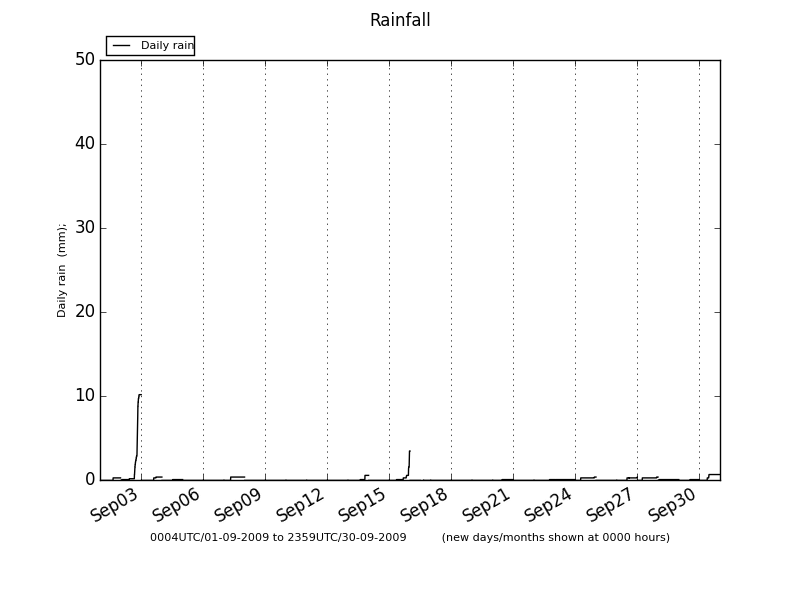 Rainfall
Daily rain
50
40
30
20
10
0
Daily rain (mm);
Sep03 Sep06 Sep09 Sep12 Sep15 Sep18 Sep21 Sep24 Sep27 Sep30
0004UTC/01-09-2009 to 2359UTC/30-09-2009 (new days/months shown at 0000 hours)